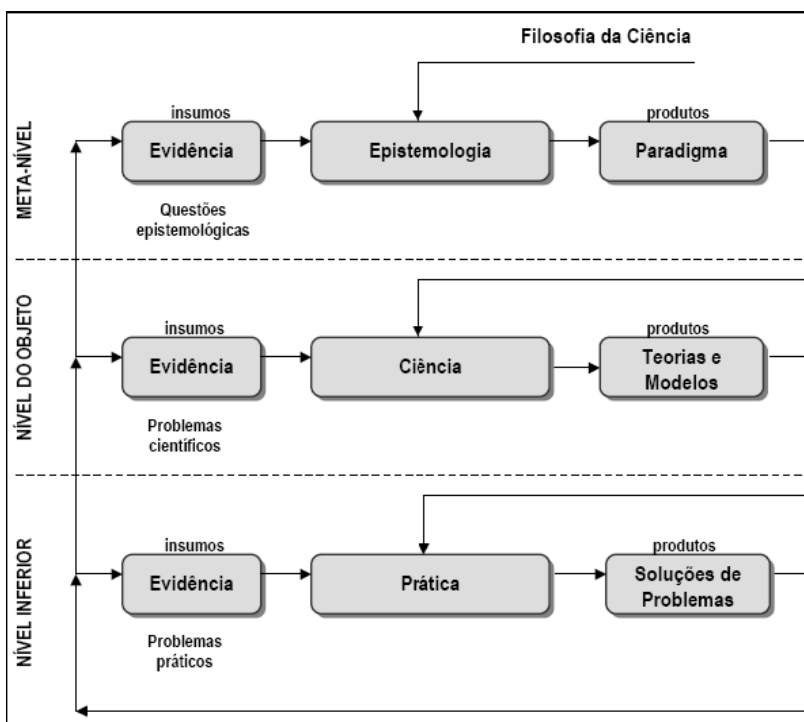 Filosofia da Ciência
META-NÍVEL
insumos
produtos
Evidência
Epistemologia
Paradigma
Questões
epistemológicas
NÍVEL DO OBJETO
insumos
produtos
Evidência
Ciência
Teorias e
Modelos
Problemas
científicos
NÍVEL INFERIOR
insumos
produtos
Evidência
Prática
Soluções de
Problemas
Problemas
práticos